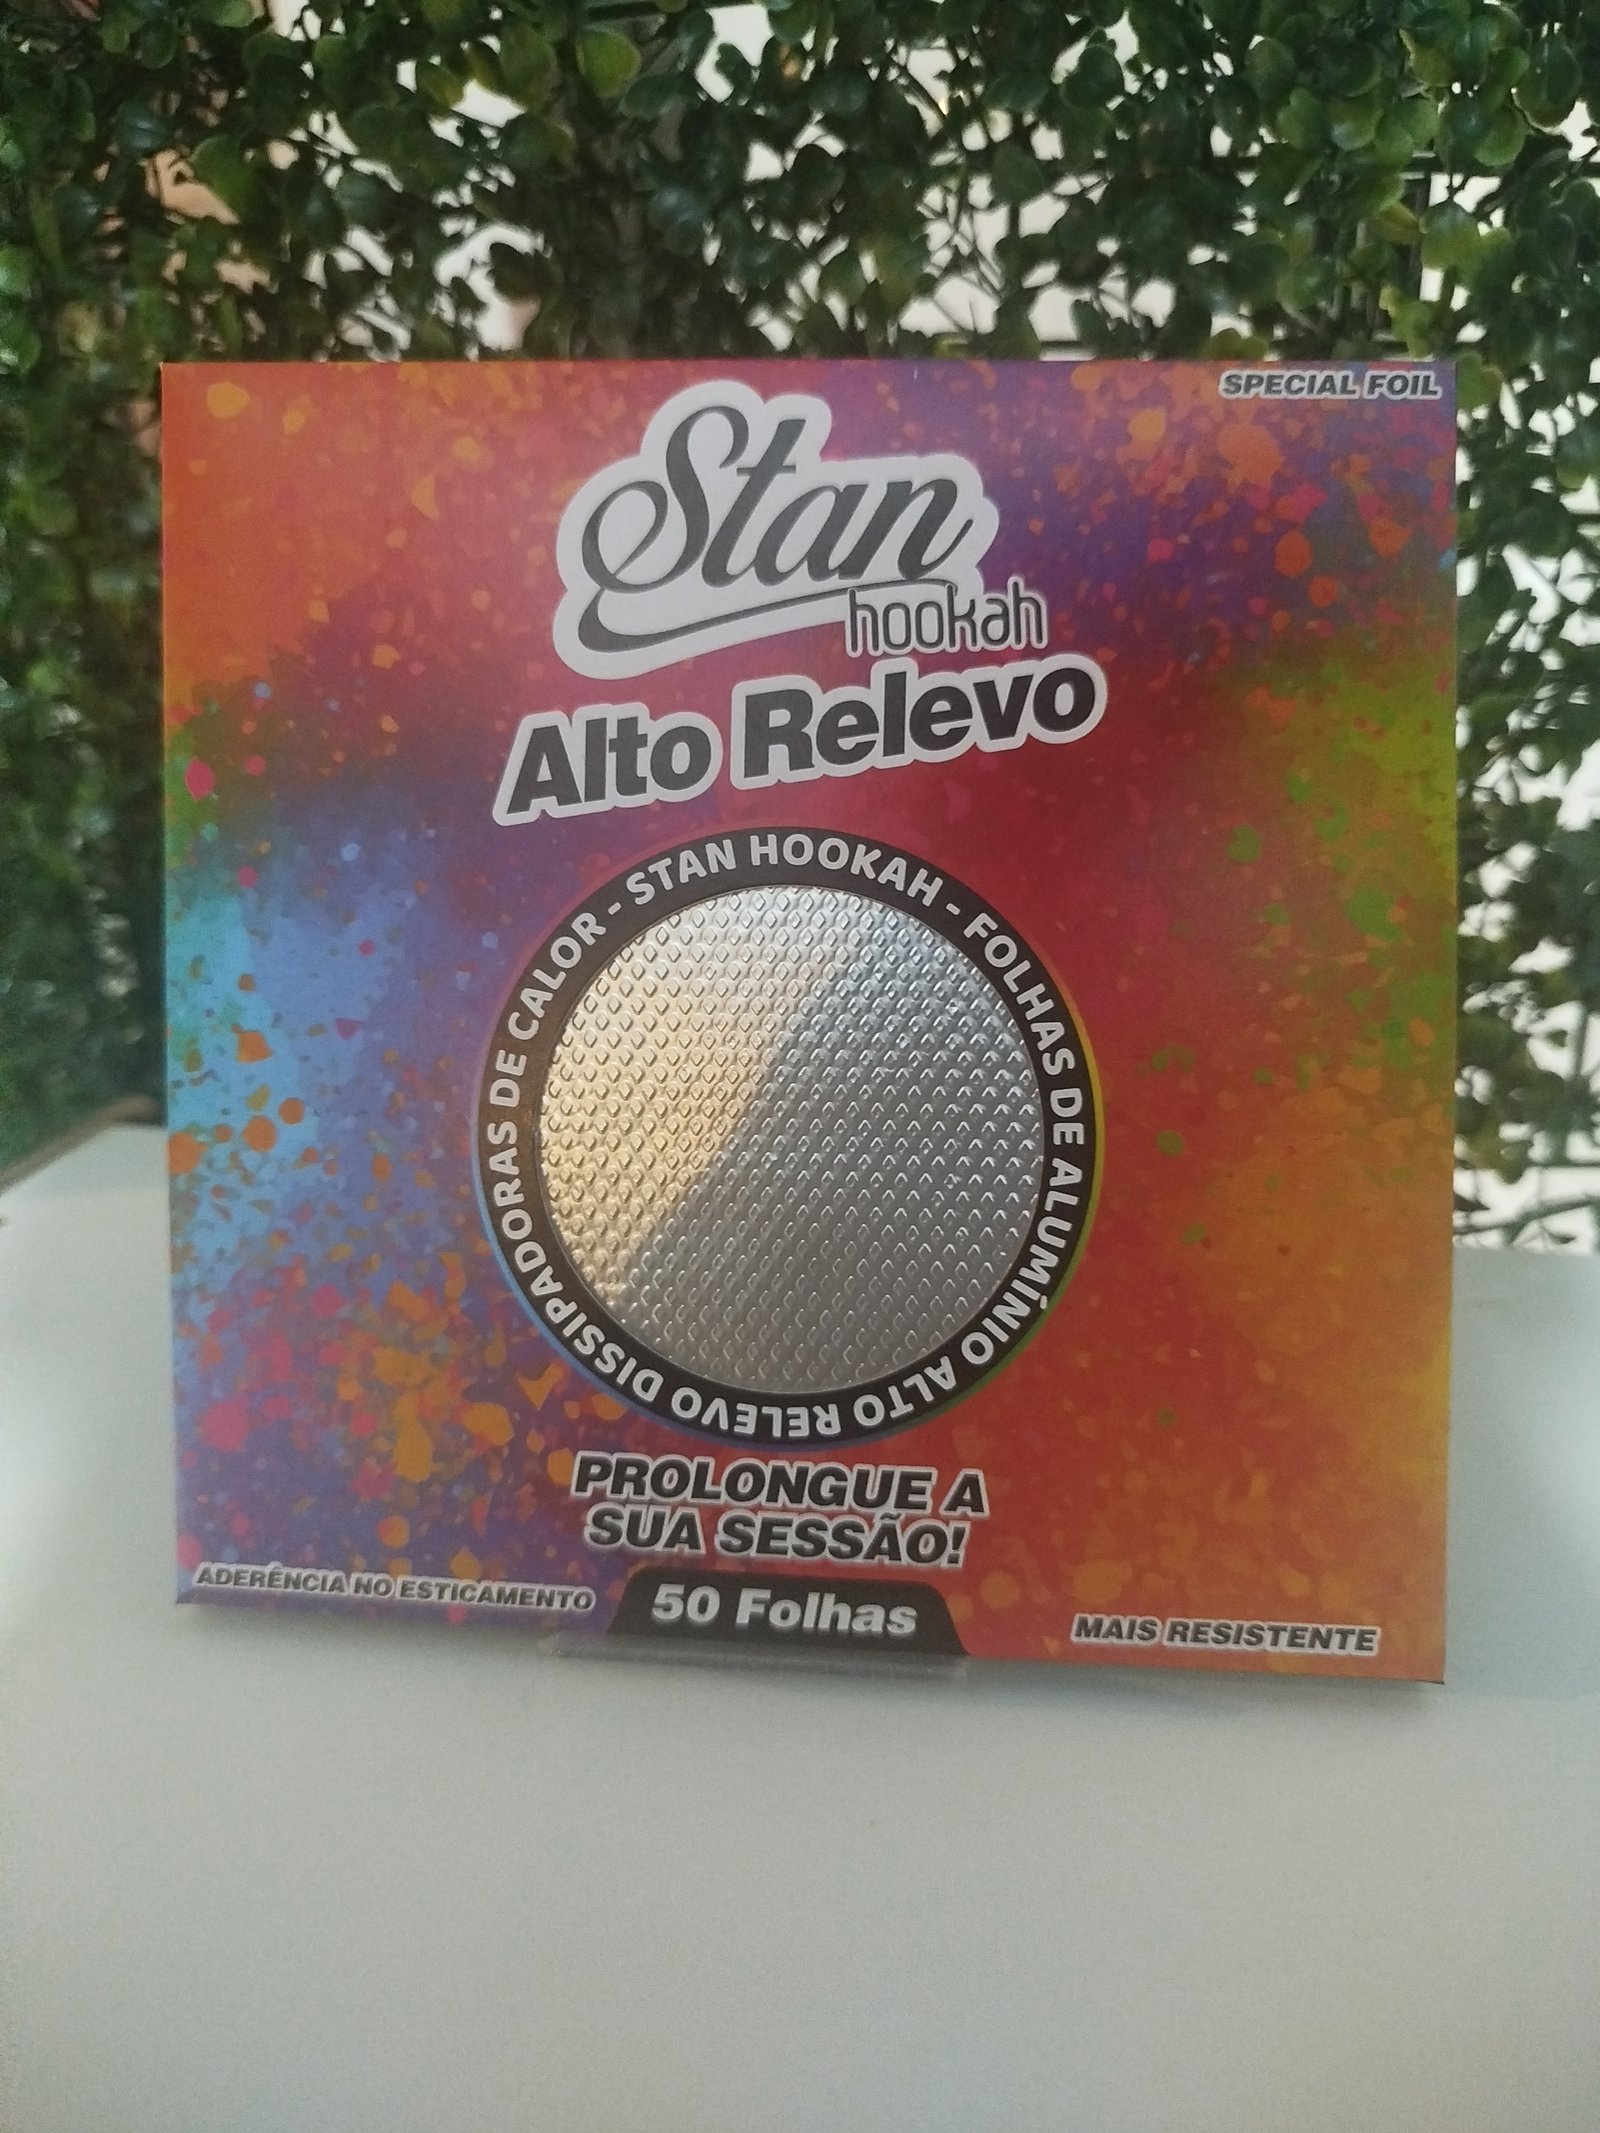 SPECIAL FOIL
Stan
hookah
Alto Relevo
STAN HOOKAH - FOLHAS DE ALUMÍNIO ALTO RELEVO DISSIPADORAS DE CALOR -
PROLONGUE A
SUA SESSÃO!
ADERÊNCIA NO ESTICAMENTO
50 Folhas
MAIS RESISTENTE